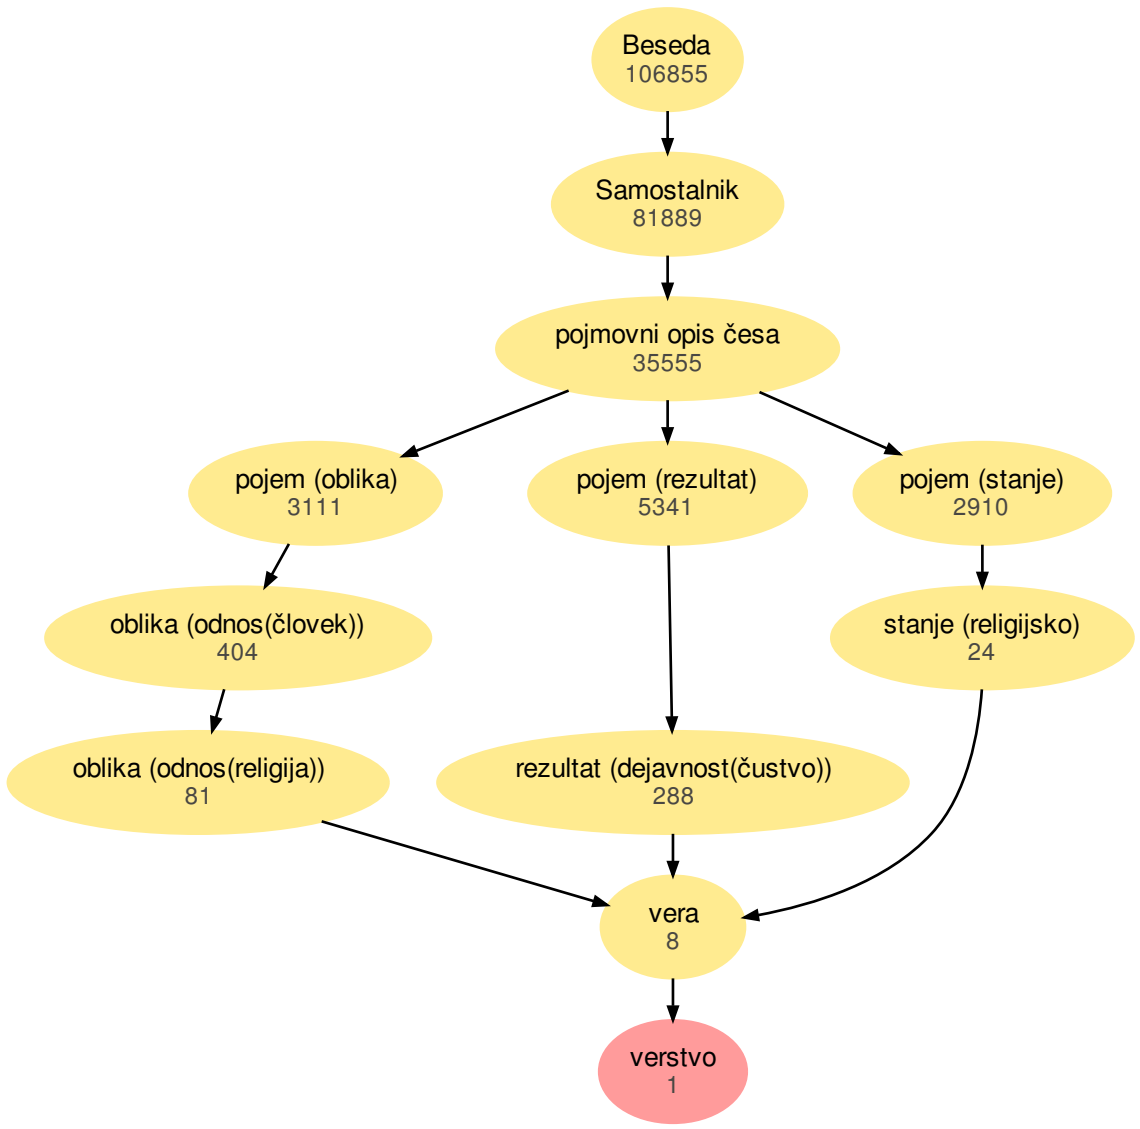 Beseda
106855
Samostalnik
81889
pojmovni opis česa
35555
pojem (oblika)
3111
pojem (rezultat)
5341
pojem (stanje)
2910
oblika (odnos(človek))
404
stanje (religijsko)
24
oblika (odnos(religija))
81
rezultat (dejavnost(čustvo))
288
vera
8
verstvo
1